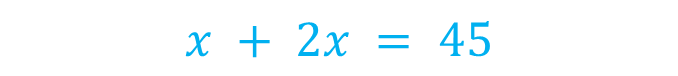 x + 2x = 45